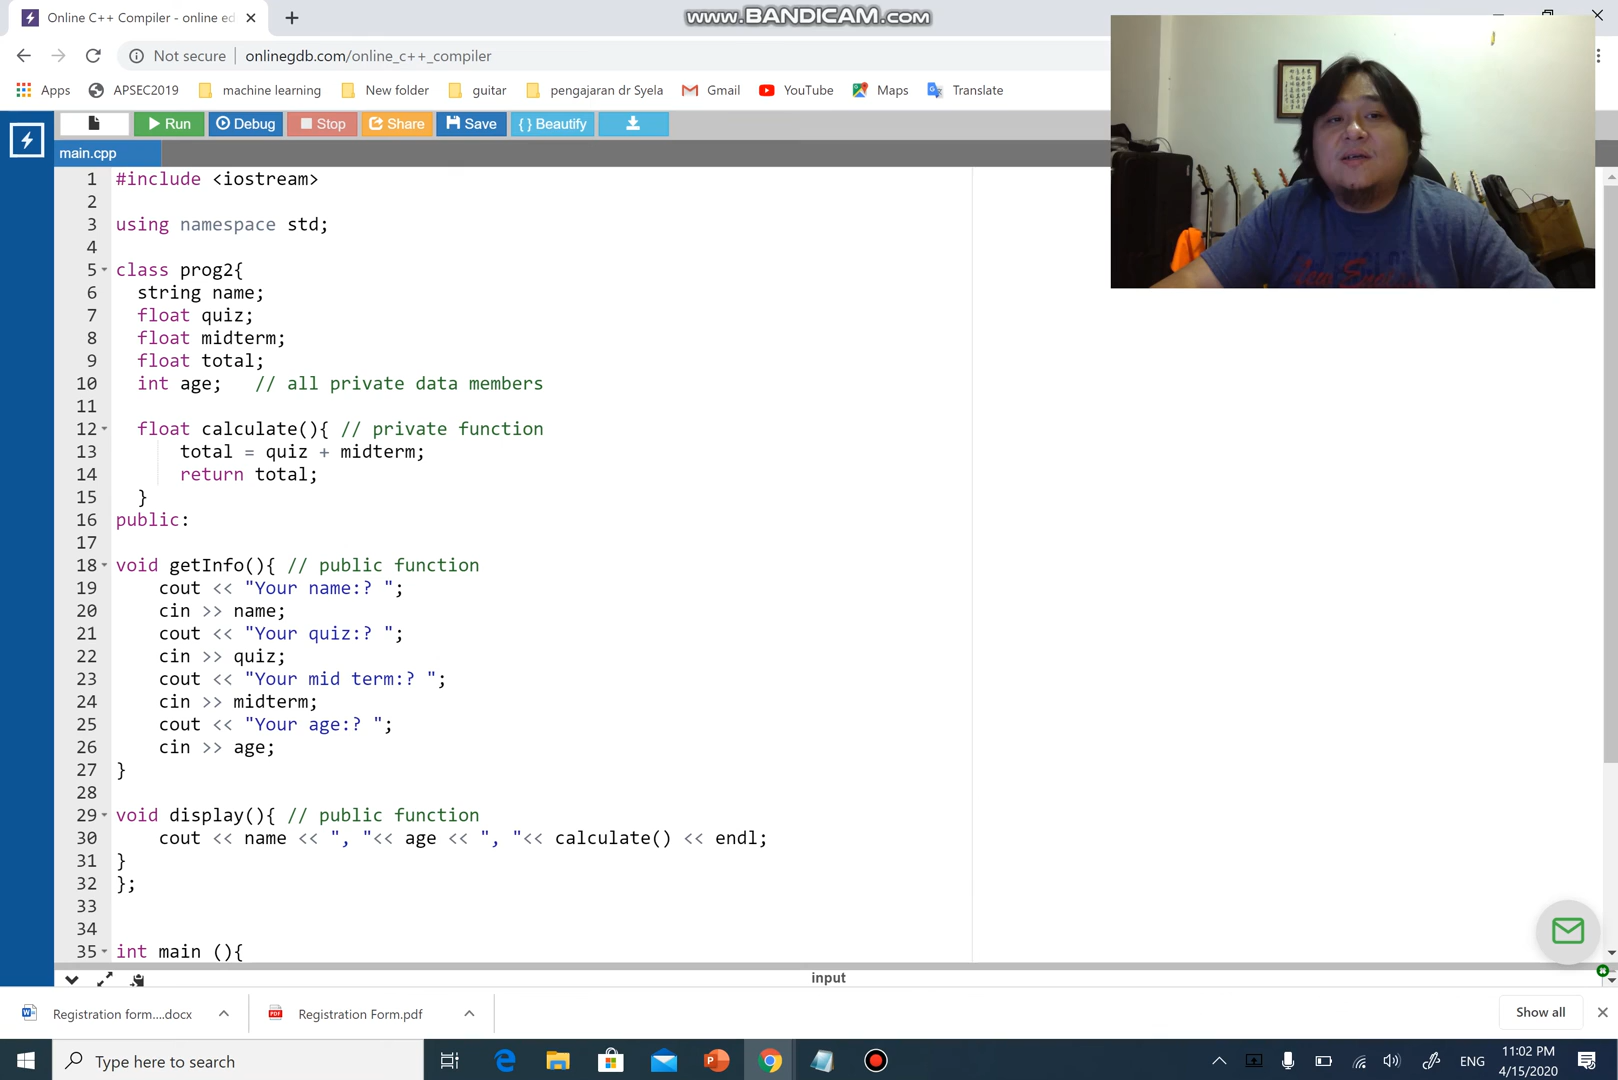 Online C++ Compiler - online ed
www.BANDICAM.com
Not secure
onlinegdb.com/online_c++_compiler
Apps
APSEC2019
machine learning
New folder
guitar
pengajaran dr Syela
Gmail
YouTube
Maps
Translate
Run
Debug
Stop
Share
Save
{ } Beautify
main.cpp
1 #include <iostream>
2
3 using namespace std;
4
5 class prog2{
6 string name;
7 float quiz;
8 float midterm;
9 float total;
10 int age; // all private data members
11
12 float calculate(){ // private function
13 total = quiz + midterm;
14 return total;
15 }
16 public:
17
18 void getInfo(){ // public function
19 cout << "Your name:? ";
20 cin >> name;
21 cout << "Your quiz:? ";
22 cin >> quiz;
23 cout << "Your mid term:? ";
24 cin >> midterm;
25 cout << "Your age:? ";
26 cin >> age;
27 }
28
29 void display(){ // public function
30 cout << name << ", "<< age << ", "<< calculate() << endl;
31 }
32 };
33
34
35 int main (){
input
Registration form....docx
PDF
Registration Form.pdf
Show all
Type here to search
ENG
11:02 PM
4/15/2020